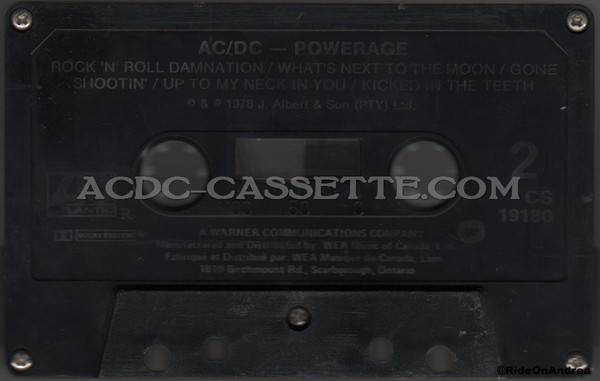 AC/DC — POWERAGE
ROCK 'N' ROLL DAMNATION / WHAT'S NEXT TO THE MOON / GONE
SHOOTIN' / UP TO MY NECK IN YOU / KICKED IN THE TEETH
© & ℗ 1978 J. Albert & Son (PTY) Ltd.
2
ACDC-CASSETTE.COM
CS
19180
R
DOLBY SYSTEM
A WARNER COMMUNICATIONS COMPANY
Manufactured and Distributed by: WEA Music of Canada, Ltd.
Fabriqué et Distribué par: WEA Musique du Canada, Ltée
1810 Birchmount Rd., Scarborough, Ontario
©RideOnAndrea